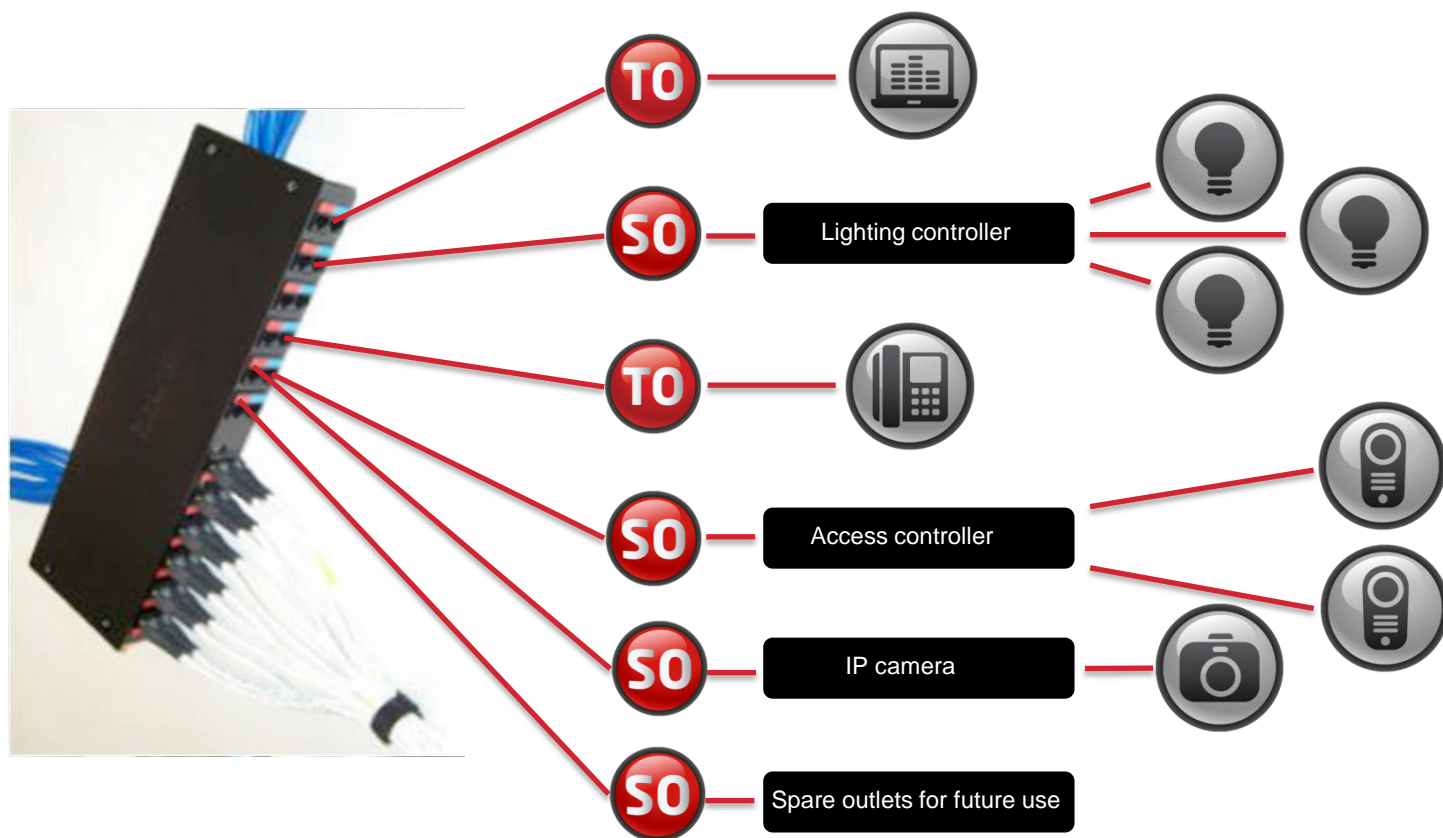 TO
SO
Lighting controller
TO
SO
Access controller
SO
IP camera
SO
Spare outlets for future use